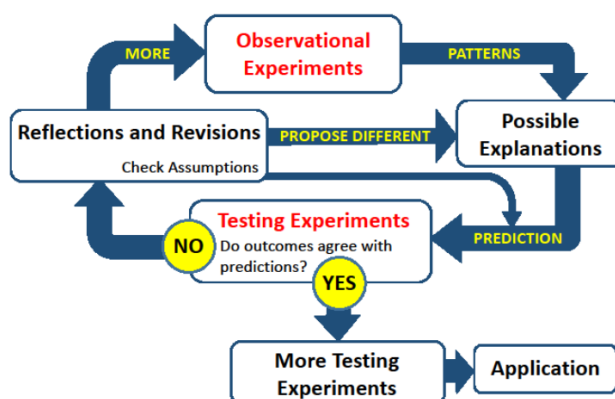 MORE
Observational
Experiments
PATTERNS
Reflections and Revisions
Check Assumptions
PROPOSE DIFFERENT
Possible
Explanations
NO
Testing Experiments
Do outcomes agree with
predictions?
PREDICTION
YES
More Testing
Experiments
Application